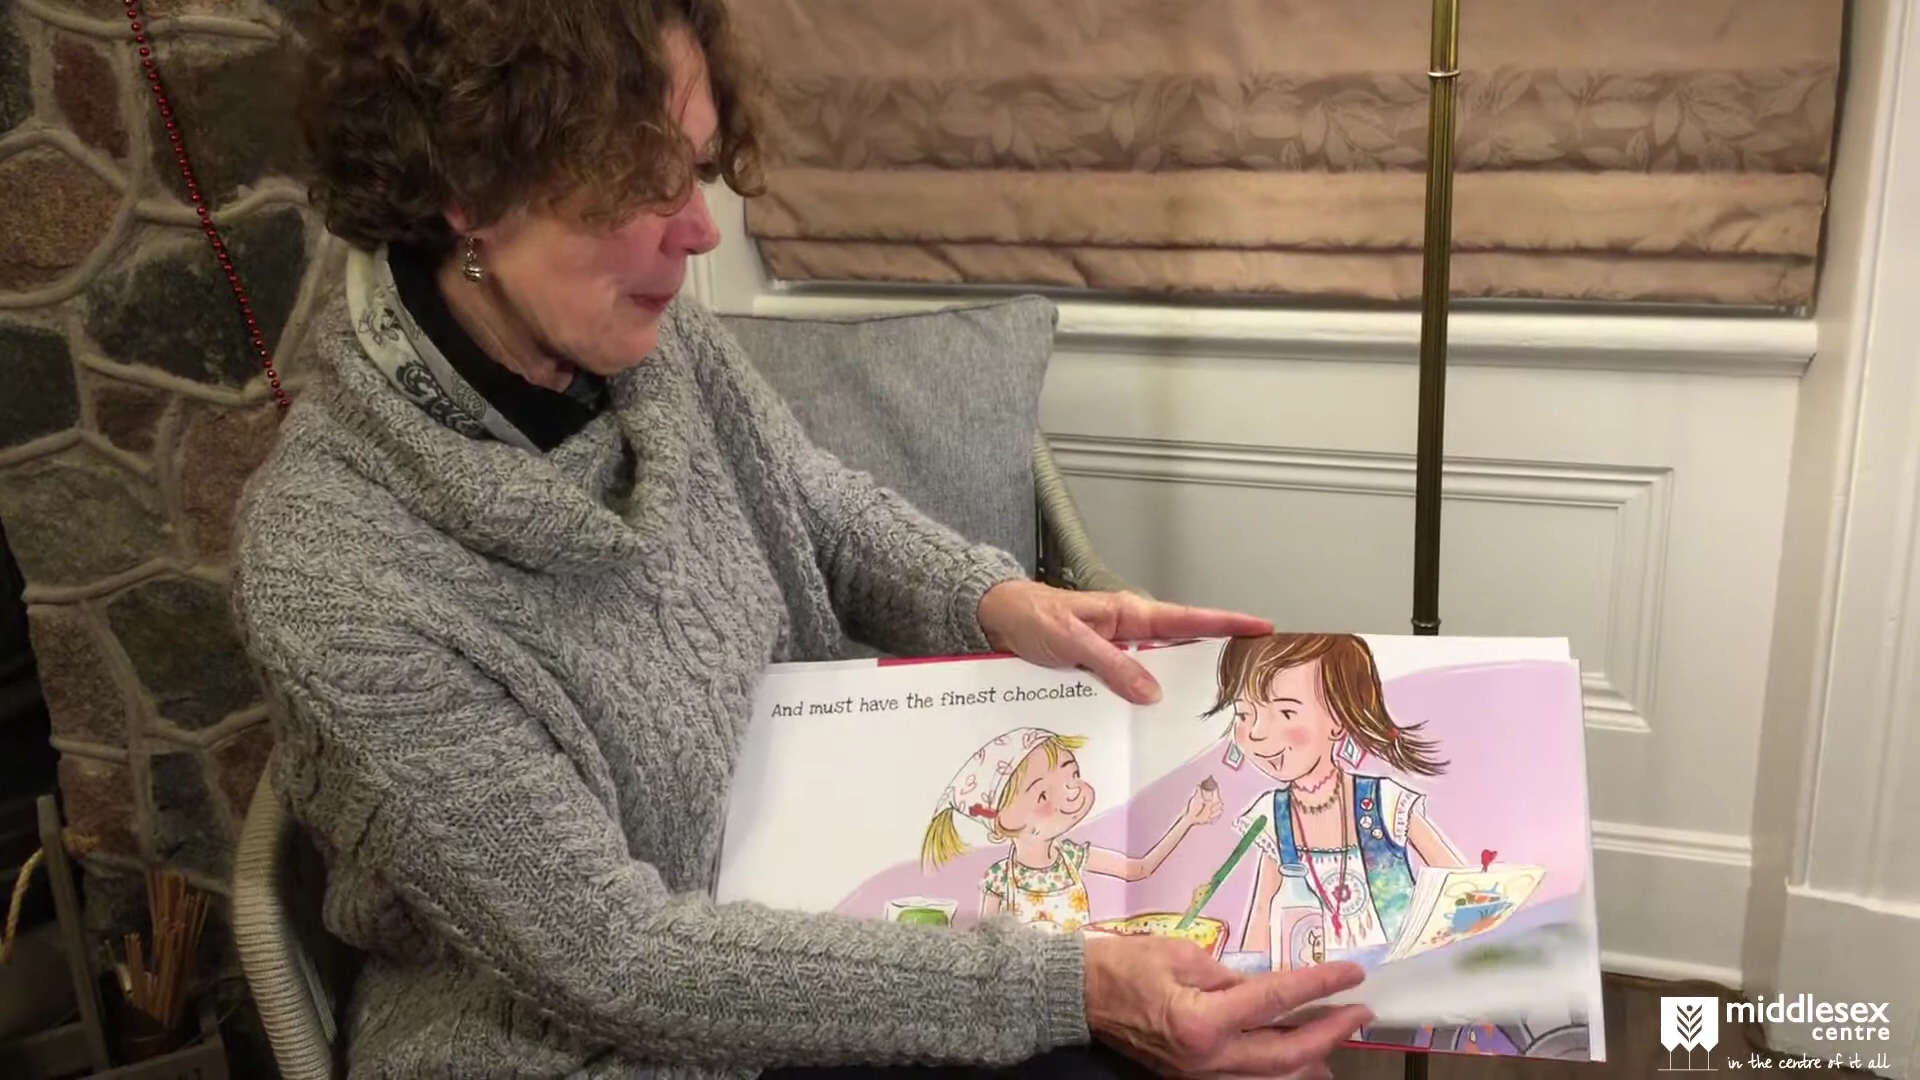 And must have the finest chocolate.
middlesex
centre
in the centre of it all